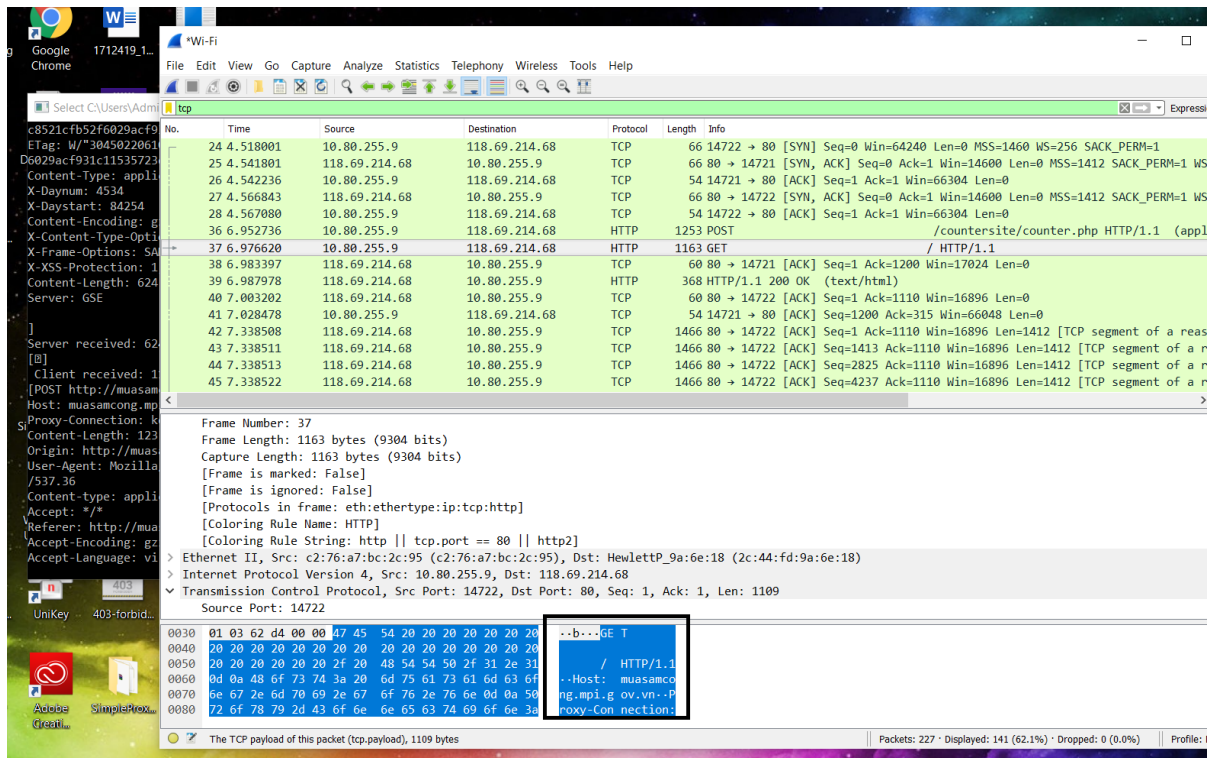 Google
Chrome
1712419_1...
*Wi-Fi
File Edit View Go Capture Analyze Statistics Telephony Wireless Tools Help
Select C:\Users\Admi
tcp
Expressi
No. Time Source Destination Protocol Length Info
24 4.518001 10.80.255.9 118.69.214.68 TCP 66 14722 → 80 [SYN] Seq=0 Win=64240 Len=0 MSS=1460 WS=256 SACK_PERM=1
25 4.541801 118.69.214.68 10.80.255.9 TCP 66 80 → 14721 [SYN, ACK] Seq=0 Ack=1 Win=14600 Len=0 MSS=1412 SACK_PERM=1 WS
26 4.542236 10.80.255.9 118.69.214.68 TCP 54 14721 → 80 [ACK] Seq=1 Ack=1 Win=66304 Len=0
27 4.566843 118.69.214.68 10.80.255.9 TCP 66 80 → 14722 [SYN, ACK] Seq=0 Ack=1 Win=14600 Len=0 MSS=1412 SACK_PERM=1 WS
28 4.567080 10.80.255.9 118.69.214.68 TCP 54 14722 → 80 [ACK] Seq=1 Ack=1 Win=66304 Len=0
36 6.952736 10.80.255.9 118.69.214.68 HTTP 1253 POST /countersite/counter.php HTTP/1.1 (appl
37 6.976620 10.80.255.9 118.69.214.68 HTTP 1163 GET / HTTP/1.1
38 6.983397 118.69.214.68 10.80.255.9 TCP 60 80 → 14721 [ACK] Seq=1 Ack=1200 Win=17024 Len=0
39 6.987978 118.69.214.68 10.80.255.9 HTTP 368 HTTP/1.1 200 OK (text/html)
40 7.003202 118.69.214.68 10.80.255.9 TCP 60 80 → 14722 [ACK] Seq=1 Ack=1110 Win=16896 Len=0
41 7.028478 10.80.255.9 118.69.214.68 TCP 54 14721 → 80 [ACK] Seq=1200 Ack=315 Win=66048 Len=0
42 7.338508 118.69.214.68 10.80.255.9 TCP 1466 80 → 14722 [ACK] Seq=1 Ack=1110 Win=16896 Len=1412 [TCP segment of a reas
43 7.338511 118.69.214.68 10.80.255.9 TCP 1466 80 → 14722 [ACK] Seq=1413 Ack=1110 Win=16896 Len=1412 [TCP segment of a r
44 7.338513 118.69.214.68 10.80.255.9 TCP 1466 80 → 14722 [ACK] Seq=2825 Ack=1110 Win=16896 Len=1412 [TCP segment of a r
45 7.338522 118.69.214.68 10.80.255.9 TCP 1466 80 → 14722 [ACK] Seq=4237 Ack=1110 Win=16896 Len=1412 [TCP segment of a r
c8521cfb52f6029acf9
ETag: W/"3045022061
6029acf931c11535723
Content-Type: appli
X-Daynum: 4534
X-Daystart: 84254
Content-Encoding: g
X-Content-Type-Opti
X-Frame-Options: SA
X-XSS-Protection: 1
Content-Length: 624
Server: GSE
]
Server received: 62
[?]
Client received: 1
[POST http://muasam
Host: muasamcong.mp
Proxy-Connection: k
Content-Length: 123
Origin: http://muas
User-Agent: Mozilla
/537.36
Content-type: appli
Accept: */*
Referer: http://mua
Accept-Encoding: gz
Accept-Language: vi
Frame Number: 37
Frame Length: 1163 bytes (9304 bits)
Capture Length: 1163 bytes (9304 bits)
[Frame is marked: False]
[Frame is ignored: False]
[Protocols in frame: eth:ethertype:ip:tcp:http]
[Coloring Rule Name: HTTP]
[Coloring Rule String: http || tcp.port == 80 || http2]
Ethernet II, Src: c2:76:a7:bc:2c:95 (c2:76:a7:bc:2c:95), Dst: HewlettP_9a:6e:18 (2c:44:fd:9a:6e:18)
Internet Protocol Version 4, Src: 10.80.255.9, Dst: 118.69.214.68
Transmission Control Protocol, Src Port: 14722, Dst Port: 80, Seq: 1, Ack: 1, Len: 1109
Source Port: 14722
0030 01 03 62 d4 00 00 47 45 54 20 20 20 20 20 20 20 ··b···GE T
0040 20 20 20 20 20 20 20 20 20 20 20 20 20 20 20 20
0050 20 20 20 20 20 20 2f 20 48 54 54 50 2f 31 2e 31 / HTTP/1.1
0060 0d 0a 48 6f 73 74 3a 20 6d 75 61 73 61 6d 63 6f ··Host: muasamco
0070 6e 67 2e 6d 70 69 2e 67 6f 76 2e 76 6e 0d 0a 50 ng.mpi.g ov.vn··P
0080 72 6f 78 79 2d 43 6f 6e 6e 65 63 74 69 6f 6e 3a roxy-Con nection:
The TCP payload of this packet (tcp.payload), 1109 bytes
Packets: 227 · Displayed: 141 (62.1%) · Dropped: 0 (0.0%)
Profile:
UniKey
403
403-forbid...
Adobe
Creati...
SimpleProx...